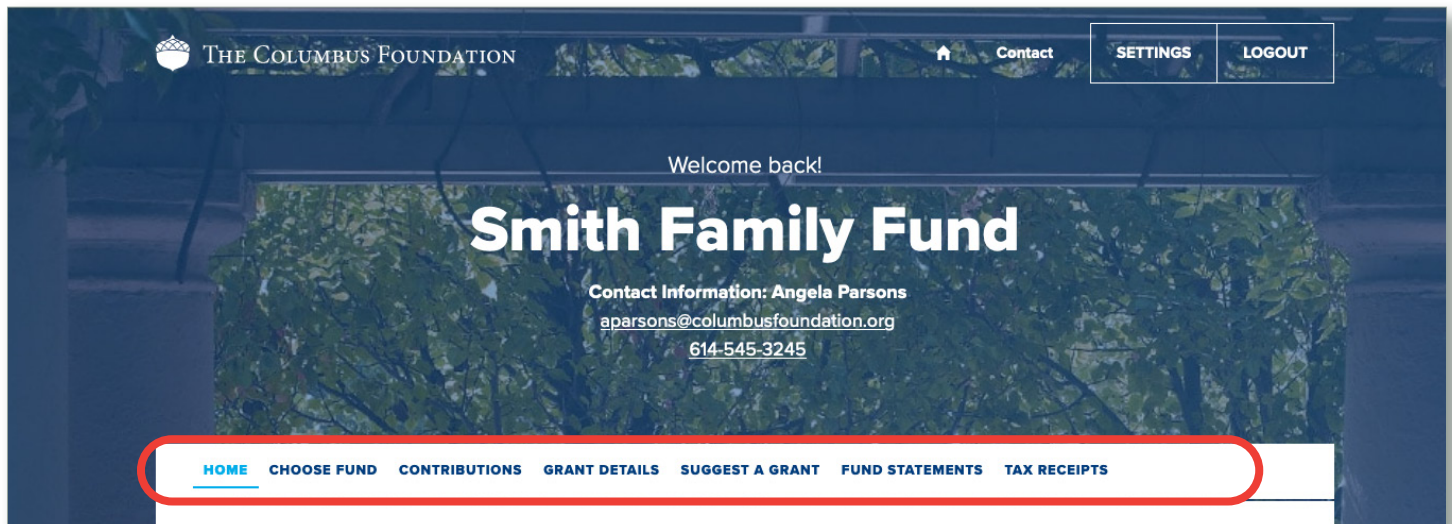 THE COLUMBUS FOUNDATION Contact SETTINGS LOGOUT
Welcome back!
Smith Family Fund
Contact Information: Angela Parsons
aparsons@columbusfoundation.org
614-545-3245
HOME CHOOSE FUND CONTRIBUTIONS GRANT DETAILS SUGGEST A GRANT FUND STATEMENTS TAX RECEIPTS